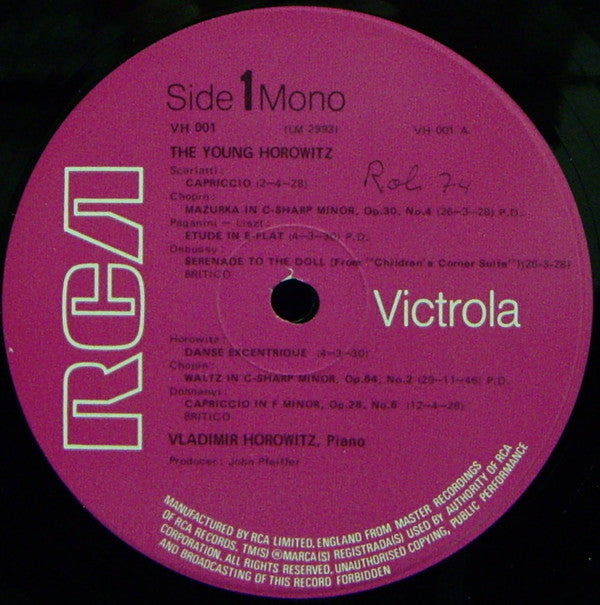 RCA
Side 1 Mono
VH 001 (LM 2993) VH 001 A
THE YOUNG HOROWITZ
Scarlatti:
CAPRICCIO (2-4-28)
Chopin:
MAZURKA IN C-SHARP MINOR, Op.30, No.4 (26-3-28) P.D.
Paganini - Liszt:
ETUDE IN E-FLAT (4-3-30) P.D.
Debussy:
SERENADE TO THE DOLL (From "Children's Corner Suite") (26-3-28)
BRITICO
Victrola
Horowitz:
DANSE EXCENTRIQUE (4-3-30)
Chopin:
WALTZ IN C-SHARP MINOR, Op.64, No.2 (29-11-46) P.D.
Dohnanyi:
CAPRICCIO IN F MINOR, Op.28, No.6 (12-4-28)
BRITICO
VLADIMIR HOROWITZ, Piano
Producer: John Pfeiffer
MANUFACTURED BY RCA LIMITED, ENGLAND FROM MASTER RECORDINGS
OF RCA RECORDS. TM(S) ® MARCA(S) REGISTRADA(S) USED BY AUTHORITY OF RCA
CORPORATION. ALL RIGHTS RESERVED. UNAUTHORISED COPYING, PUBLIC PERFORMANCE
AND BROADCASTING OF THIS RECORD FORBIDDEN